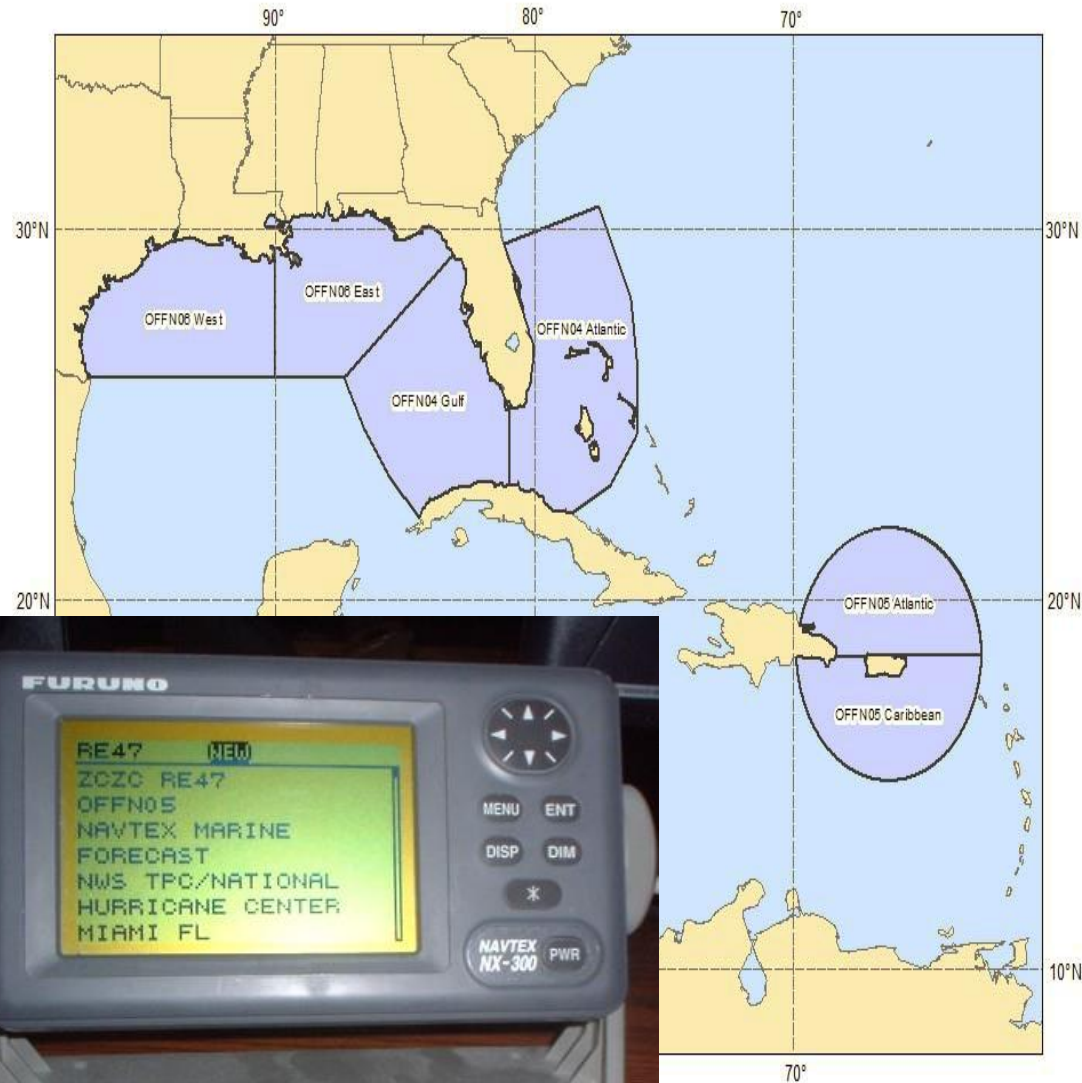 90°
80°
70°
30°N
30°N
OFFN06 East
OFFN06 West
OFFN04 Atlantic
OFFN04 Gulf
20°N
20°N
OFFN05 Atlantic
OFFN05 Caribbean
10°N
70°
FURUNO
RE47 NEW
ZCZC RE47
OFFN05
NAVTEX MARINE
FORECAST
NWS TPC/NATIONAL
HURRICANE CENTER
MIAMI FL
MENU ENT
DISP DIM
NAVTEX
NX-300
PWR